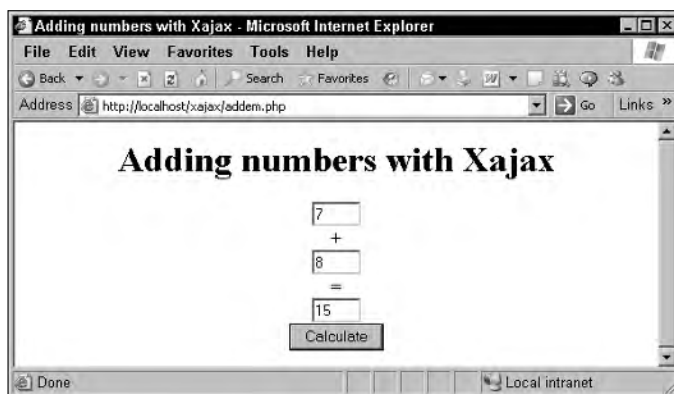 Adding numbers with Xajax - Microsoft Internet Explorer
File Edit View Favorites Tools Help
Back Search Favorites
Address http://localhost/xajax/addem.php Go Links »
Adding numbers with Xajax
7
+
8
=
15
Calculate
Done Local intranet